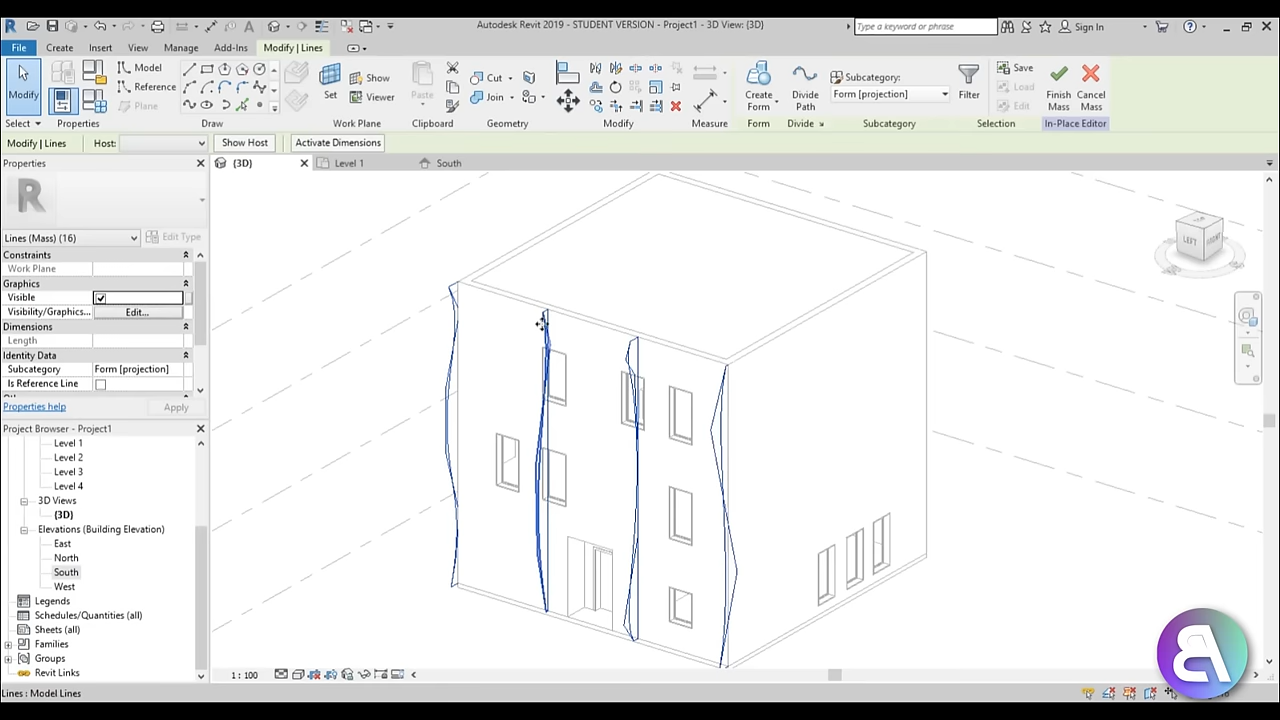 Autodesk Revit 2019 - STUDENT VERSION - Project1 - 3D View: {3D}
Type a keyword or phrase
Sign In
File Create Insert View Manage Add-Ins Modify | Lines
Modify
Model
Reference
Plane
Set
Show
Viewer
Paste
Cut
Join
Create Form
Divide Path
Subcategory:
Form [projection]
Filter
Save
Load
Edit
Finish Mass
Cancel Mass
Select Properties Draw Work Plane Clipboard Geometry Modify Measure Form Divide Subcategory Selection In-Place Editor
Modify | Lines Host: Show Host Activate Dimensions
Properties
{3D} Level 1 South
R
Lines (Mass) (16) Edit Type
Constraints
Work Plane
Graphics
Visible
Visibility/Graphics... Edit...
Dimensions
Length
Identity Data
Subcategory Form [projection]
Is Reference Line
Properties help Apply
Project Browser - Project1
Level 1
Level 2
Level 3
Level 4
3D Views
{3D}
Elevations (Building Elevation)
East
North
South
West
Legends
Schedules/Quantities (all)
Sheets (all)
Families
Groups
Revit Links
LEFT
1 : 100
Lines : Model Lines